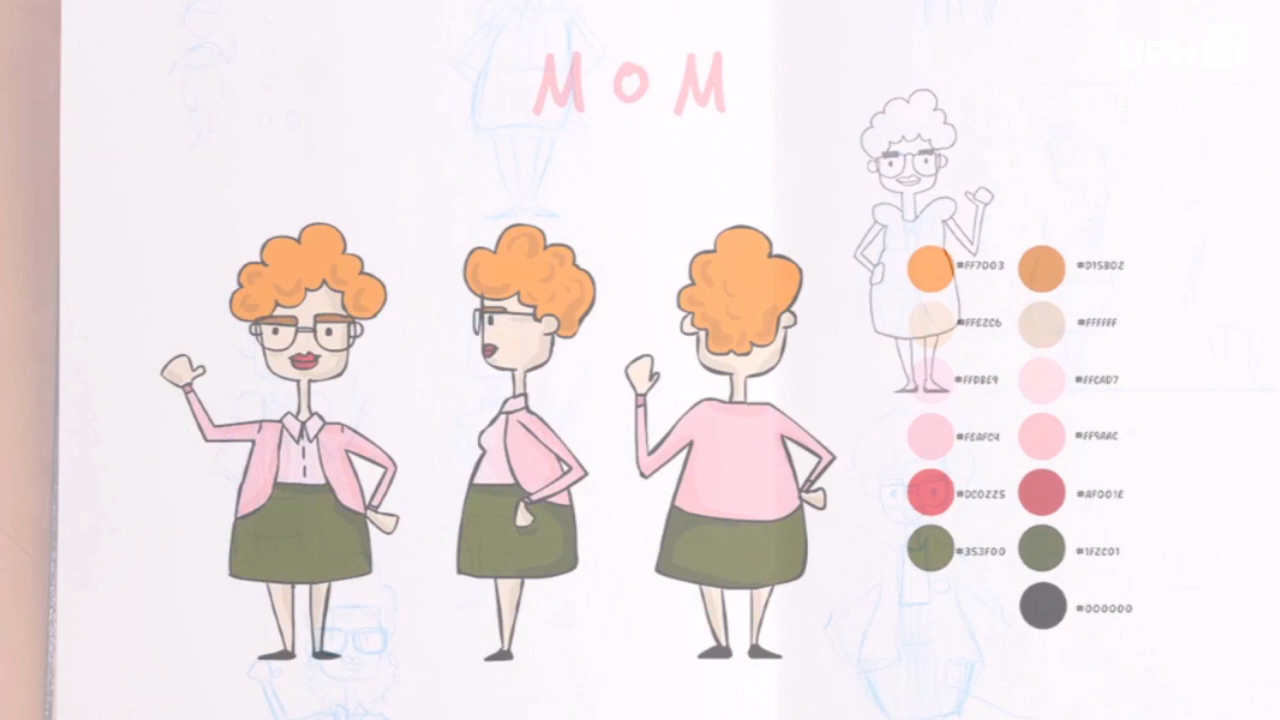 MOM
#FF7003 #D15B02
#FFE2C6 #FFFFFF
#FFDBE9 #FFCAD7
#FEAFC4 #FF9AAC
#DC0225 #AF001E
#353F00 #1F2C01
#000000